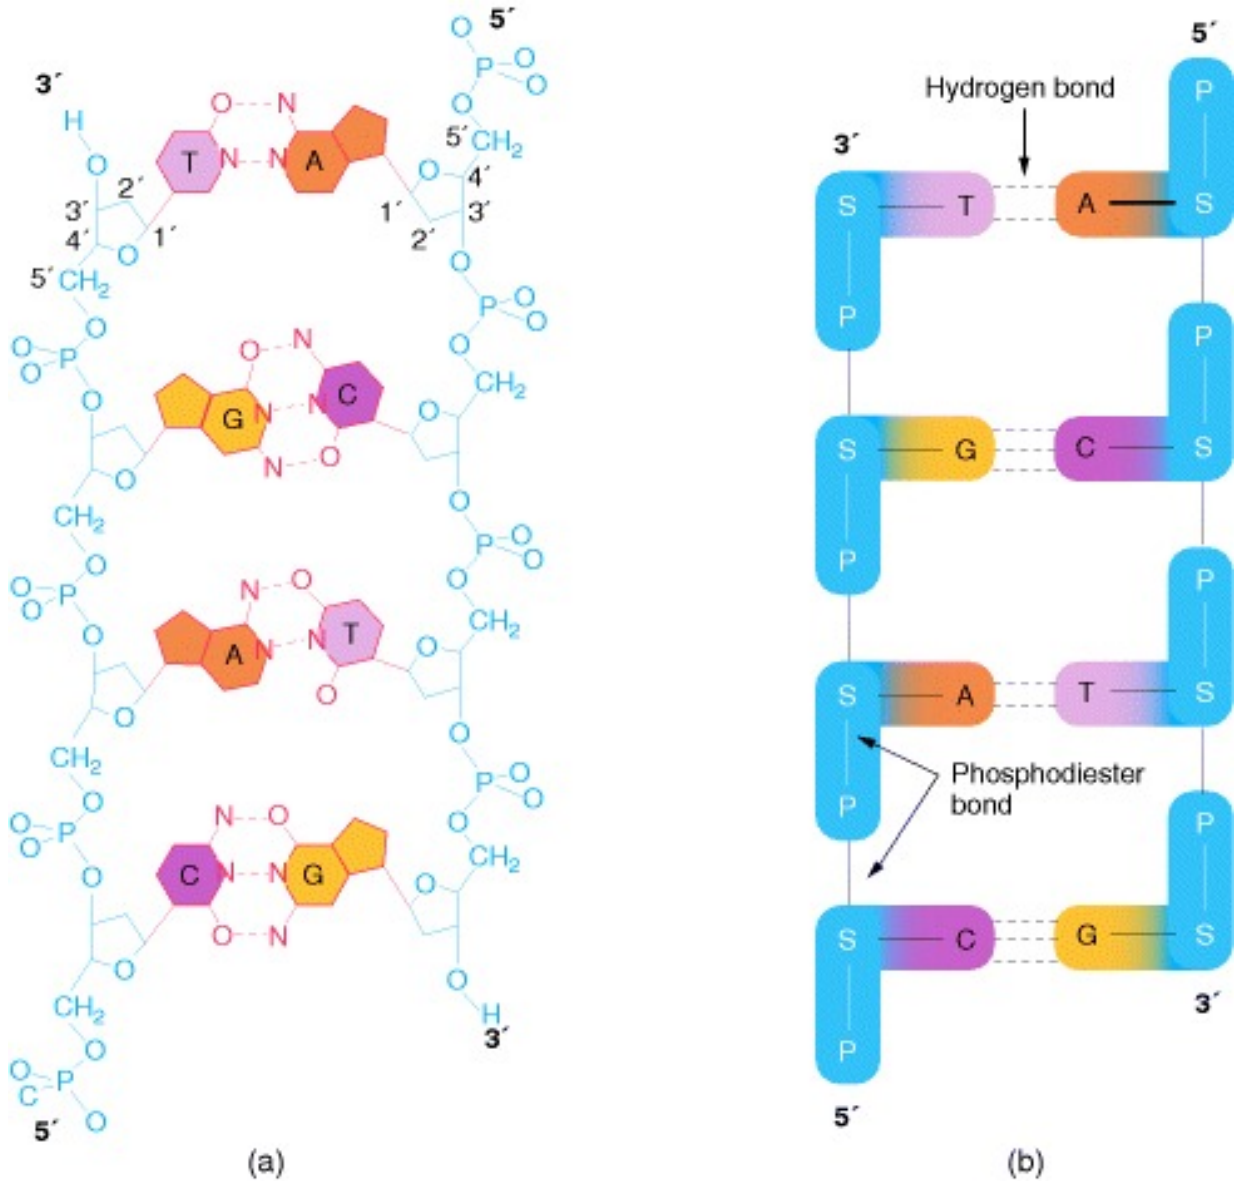 5´
O
P O
O
3´
O
H
O N
5´
CH2
T N N A
O
O
4´
2´
3´
3´
1´
4´
O
1´
2´
5´
CH2
O
O
P O
O
O
N
O
O P
O
O
CH2
G N N C
O
O
N O
O
O
CH2
P O
O
O
N O
O
O P
O
CH2
A N N T
O
O
O
O
CH2
P O
O
O
N O
O
O P
O
CH2
C N N G
O
O
O N
O
O
CH2
H
3´
O
O P
C
O
5´
(a)
5´
P
Hydrogen bond
3´
S T A S
P
P
S G C S
P
P
S A T S
Phosphodiester
bond
P
P
S C G S
3´
P
5´
(b)